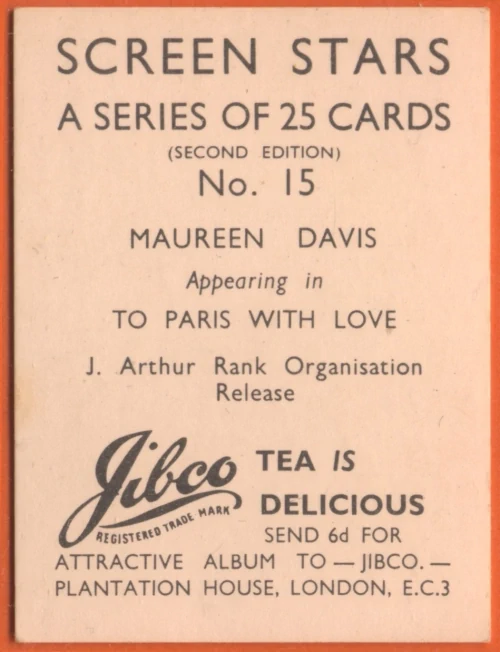 SCREEN STARS
A SERIES OF 25 CARDS
(SECOND EDITION)
No. 15
MAUREEN DAVIS
Appearing in
TO PARIS WITH LOVE
J. Arthur Rank Organisation
Release
Jibco
REGISTERED TRADE MARK
TEA IS
DELICIOUS
SEND 6d FOR
ATTRACTIVE ALBUM TO — JIBCO. —
PLANTATION HOUSE, LONDON, E.C.3